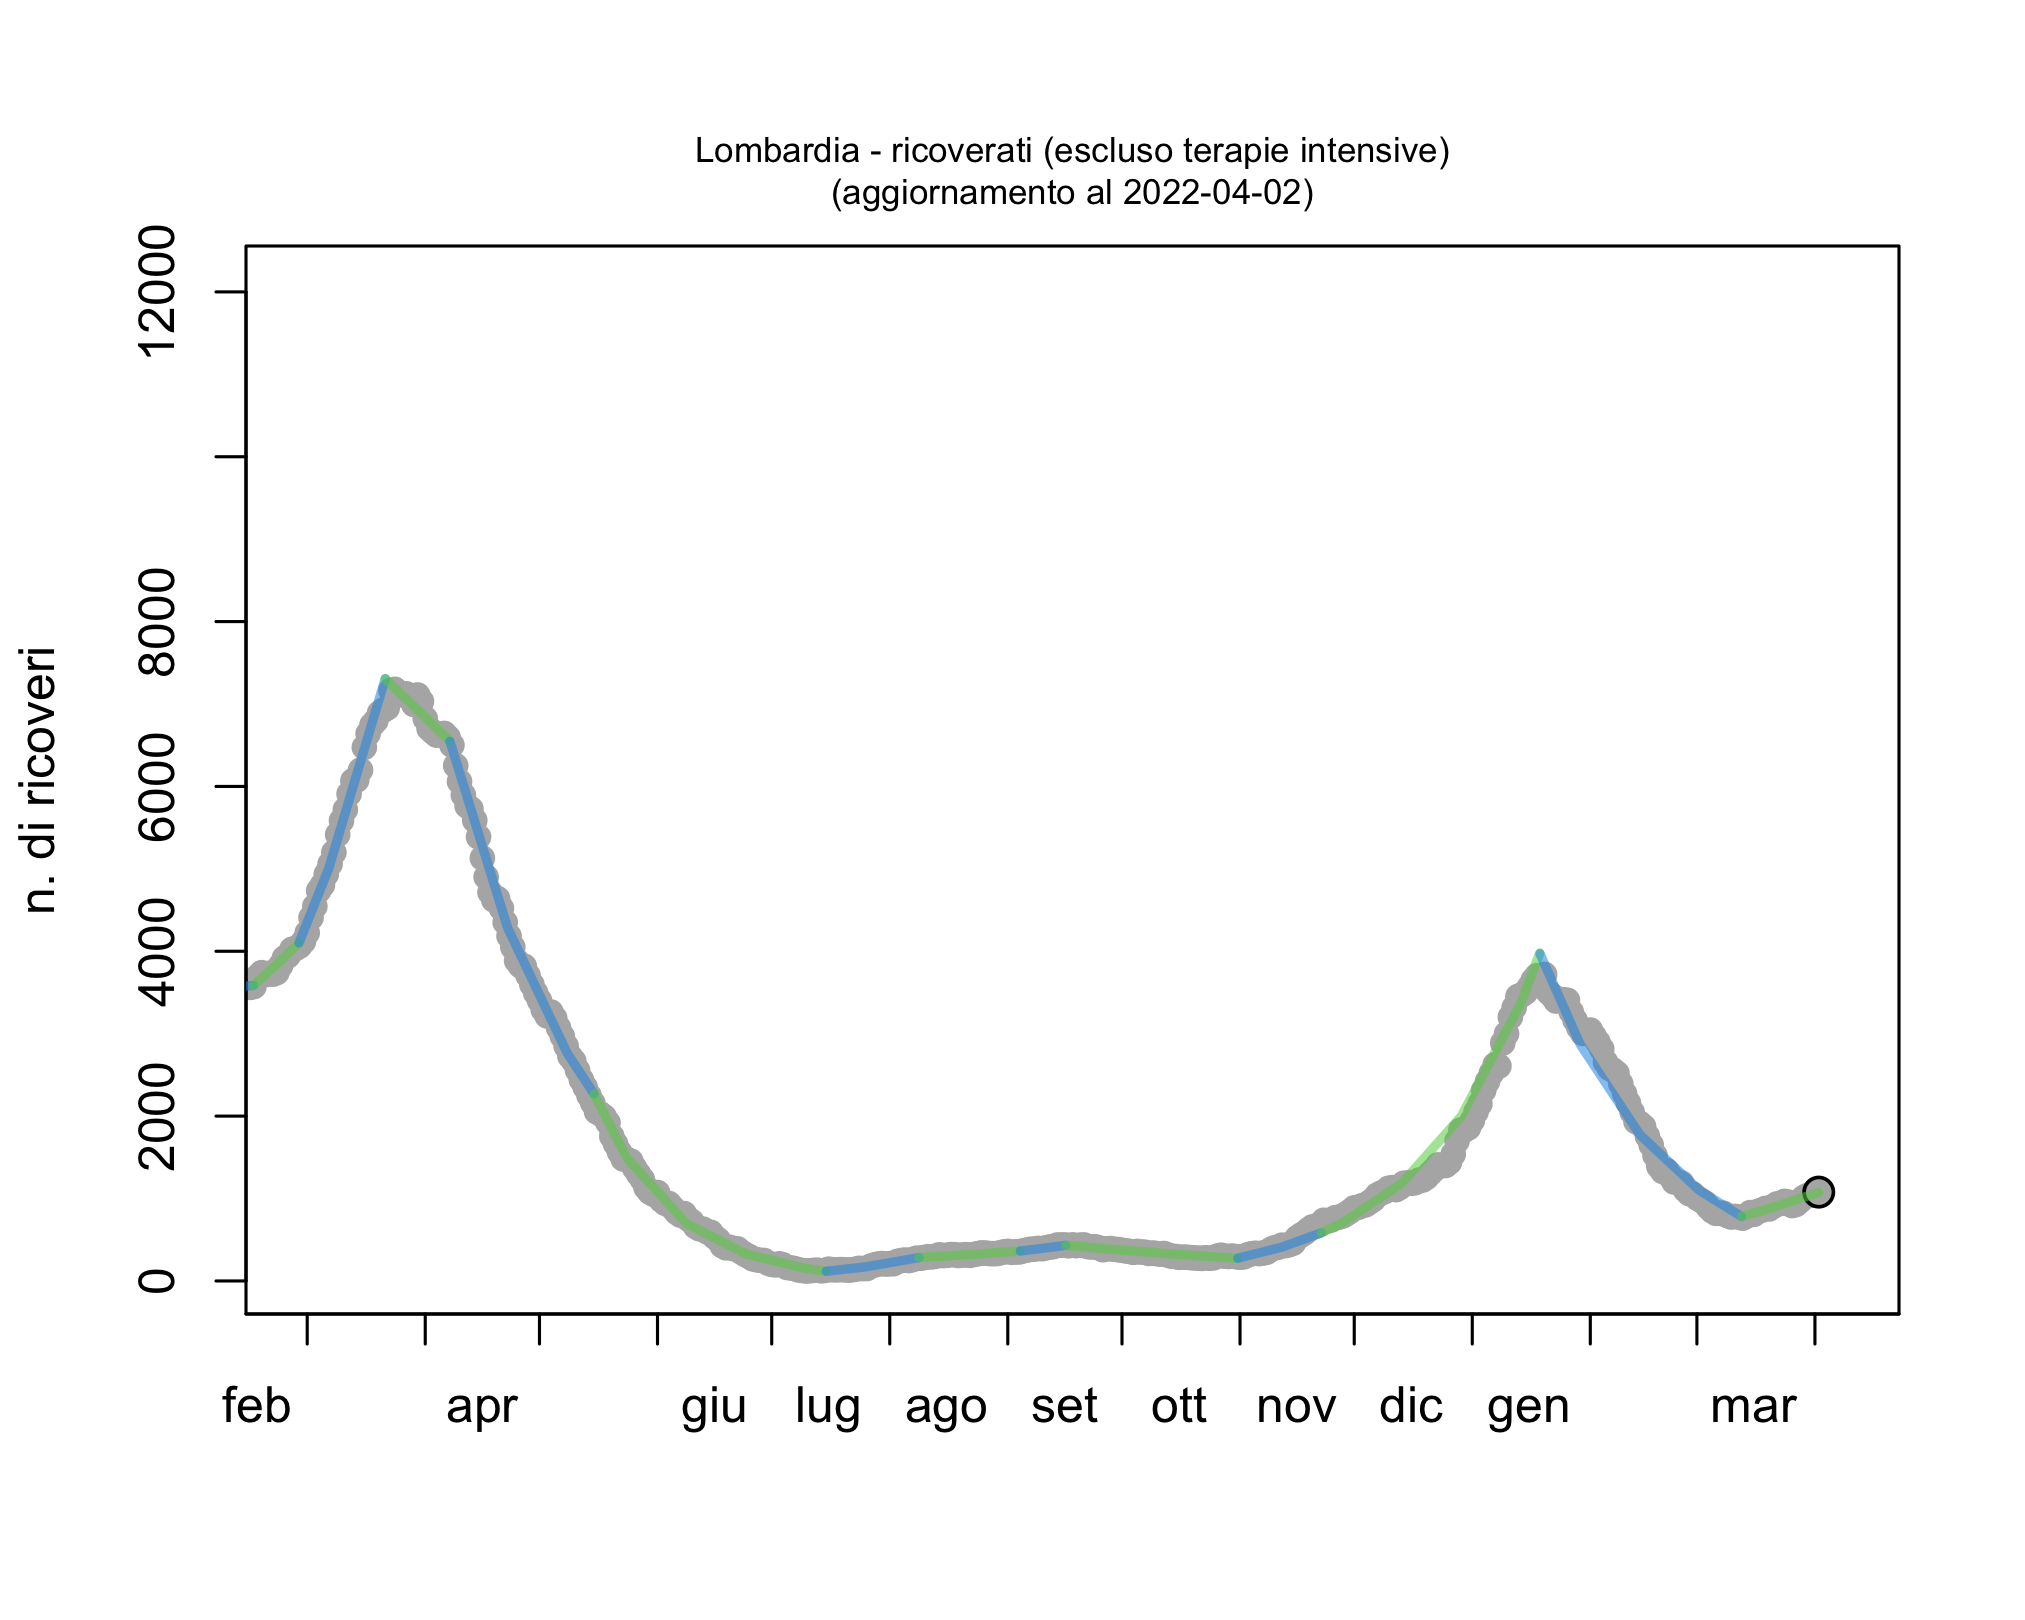 Lombardia - ricoverati (escluso terapie intensive)
(aggiornamento al 2022-04-02)
n. di ricoveri
12000
8000
6000
4000
2000
0
feb apr giu lug ago set ott nov dic gen mar